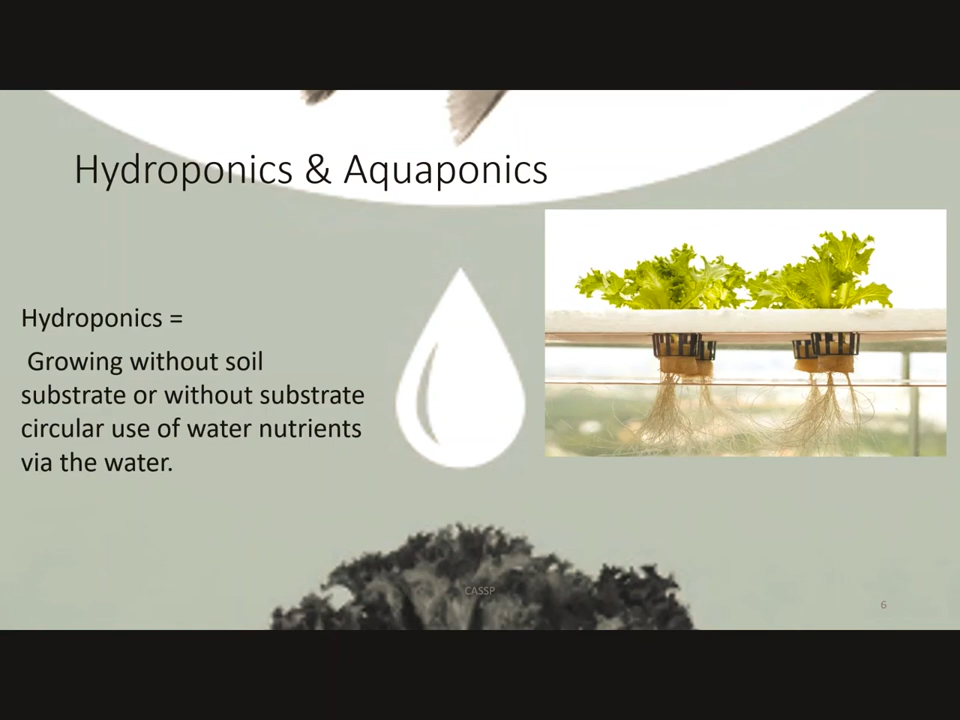 Hydroponics & Aquaponics
Hydroponics =
Growing without soil
substrate or without substrate
circular use of water nutrients
via the water.
CASSP
6